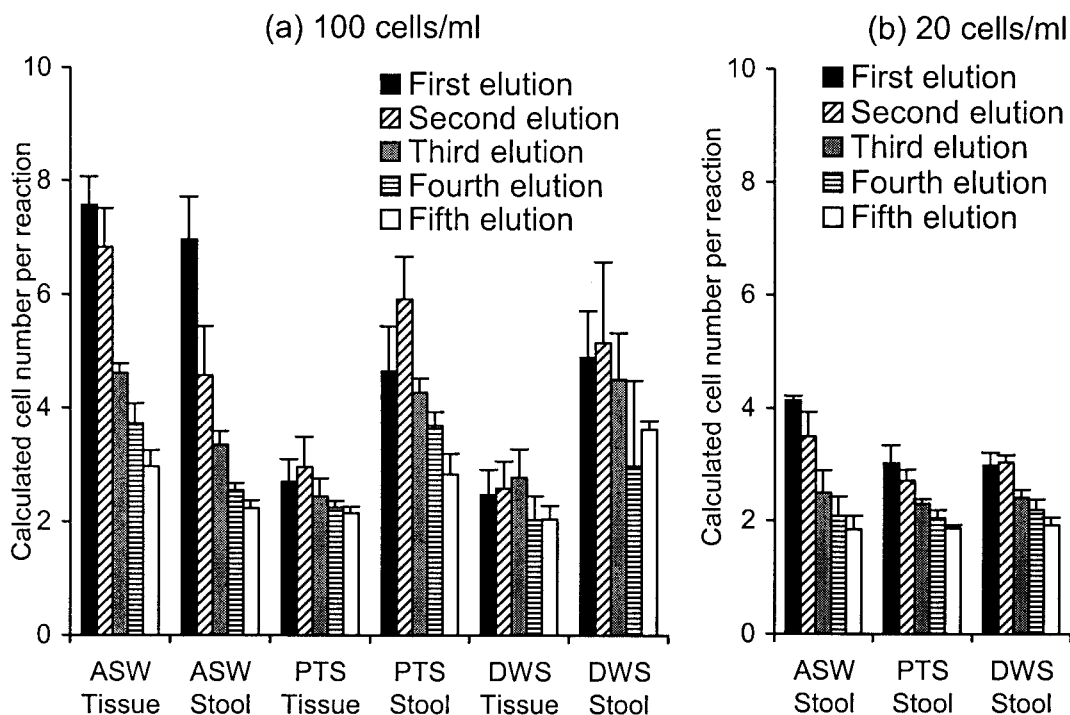 (a) 100 cells/ml
Calculated cell number per reaction
10
8
6
4
2
0
First elution
Second elution
Third elution
Fourth elution
Fifth elution
ASW
Tissue
ASW
Stool
PTS
Tissue
PTS
Stool
DWS
Tissue
DWS
Stool
(b) 20 cells/ml
Calculated cell number per reaction
10
8
6
4
2
0
First elution
Second elution
Third elution
Fourth elution
Fifth elution
ASW
Stool
PTS
Stool
DWS
Stool